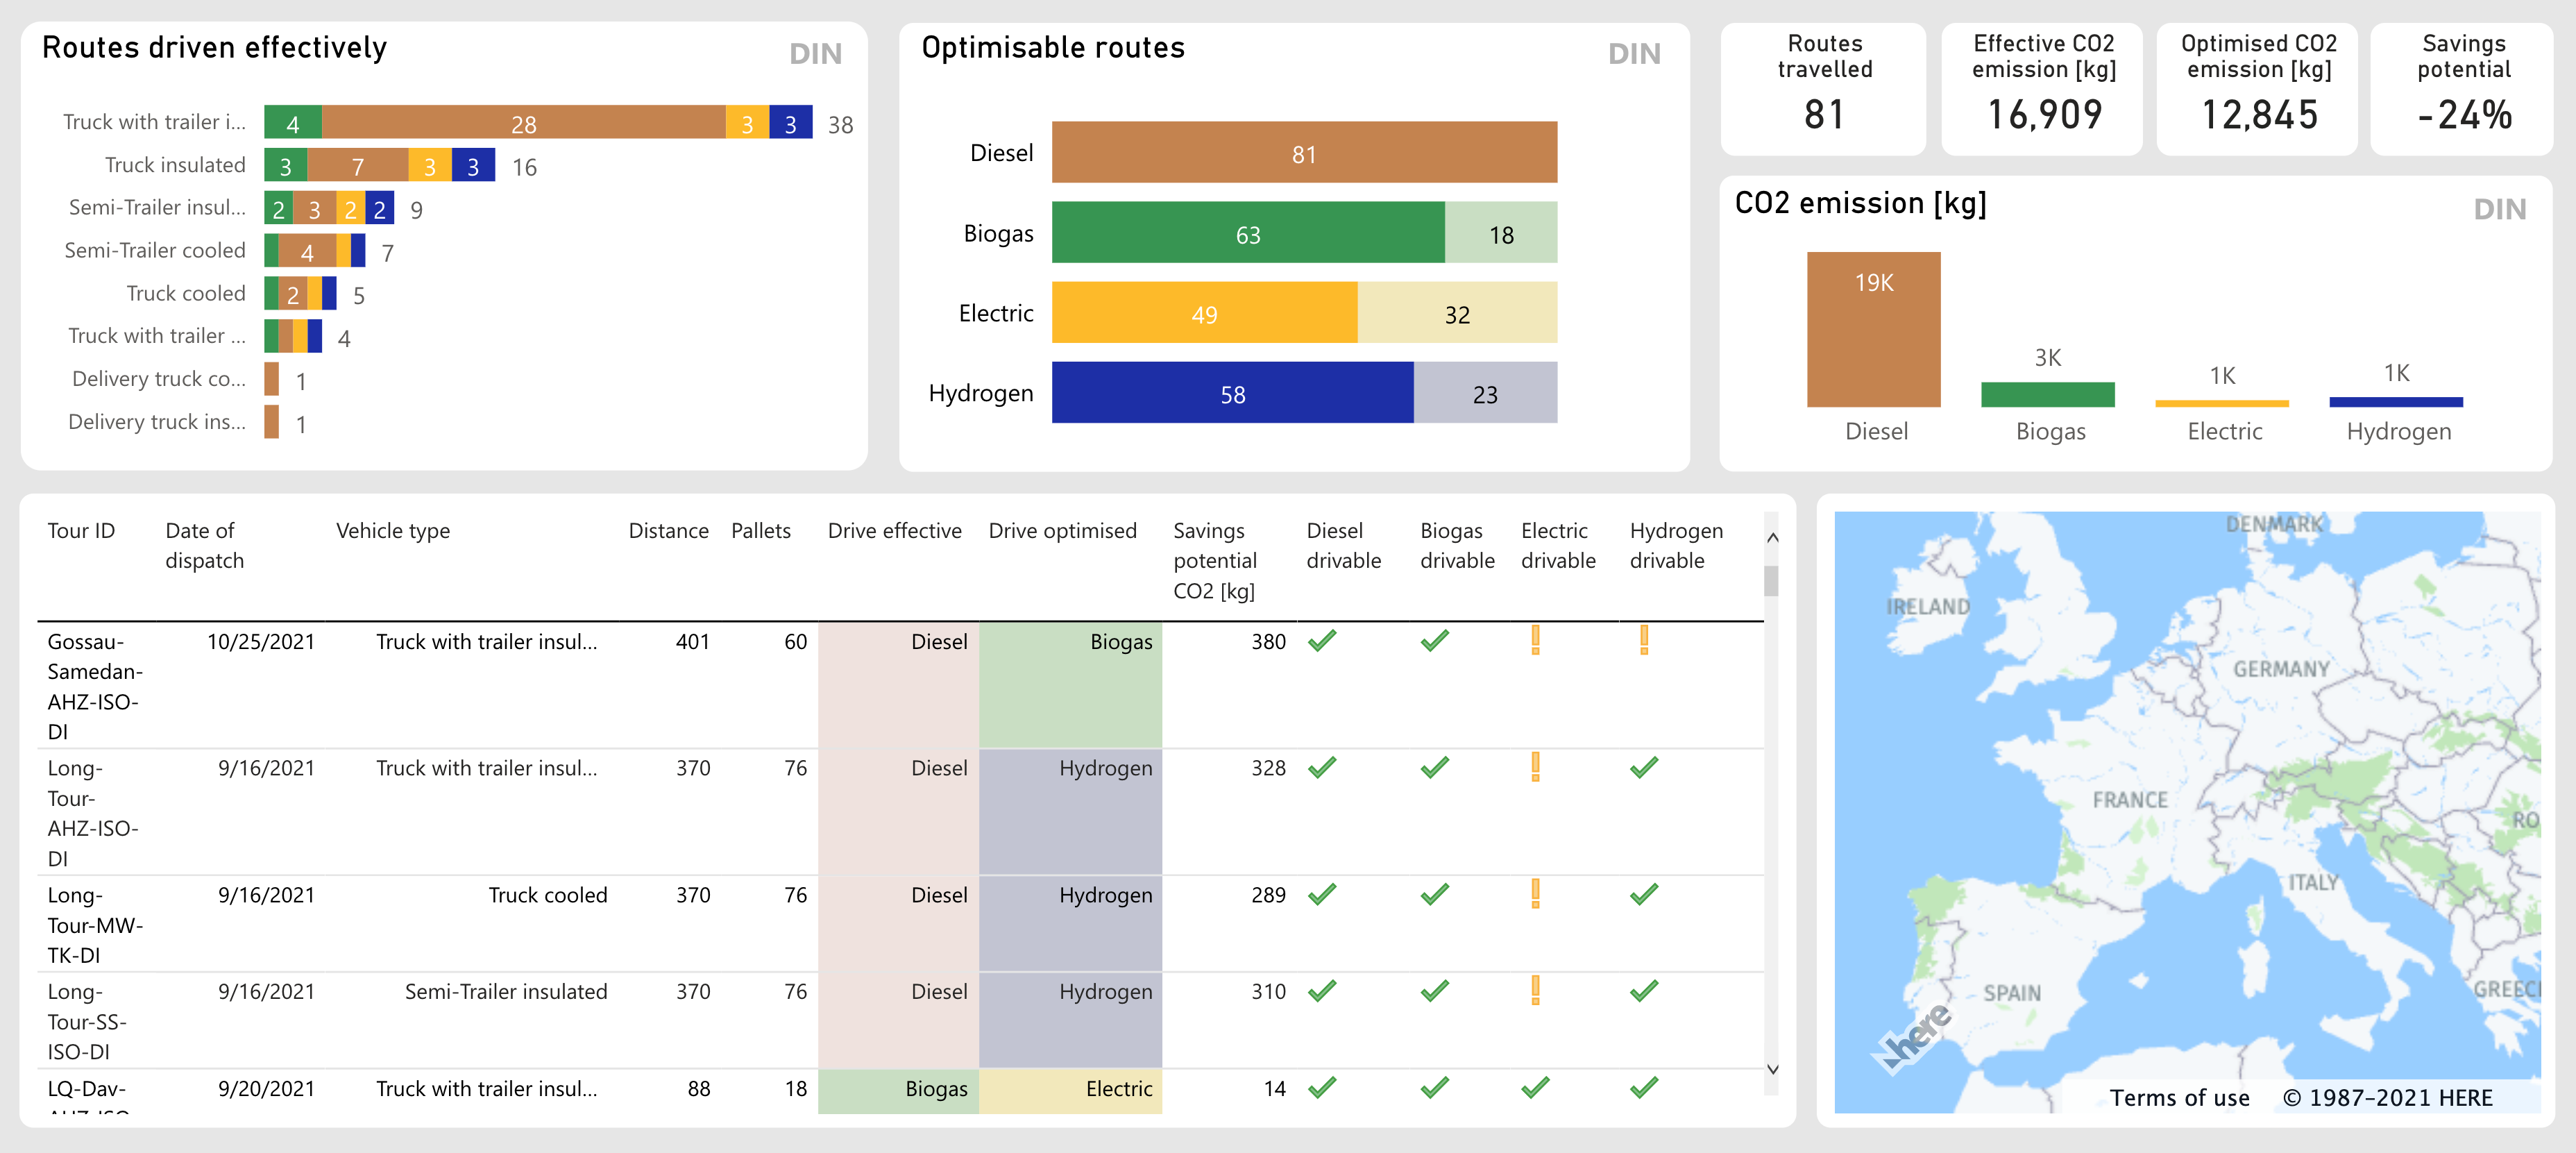 Routes driven effectively
DIN
Truck with trailer i...
4
28
3
3
38
Truck insulated
3
7
3
3
16
Semi-Trailer insul...
2
3
2
2
9
Semi-Trailer cooled
4
7
Truck cooled
2
5
Truck with trailer ...
4
Delivery truck co...
1
Delivery truck ins...
1
Optimisable routes
DIN
Diesel
81
Biogas
63
18
Electric
49
32
Hydrogen
58
23
Routes
travelled
81
Effective CO2
emission [kg]
16,909
Optimised CO2
emission [kg]
12,845
Savings
potential
-24%
CO2 emission [kg]
DIN
19K
3K
1K
1K
Diesel
Biogas
Electric
Hydrogen
Tour ID
Date of
dispatch
Vehicle type
Distance
Pallets
Drive effective
Drive optimised
Savings
potential
CO2 [kg]
Diesel
drivable
Biogas
drivable
Electric
drivable
Hydrogen
drivable
Gossau-
Samedan-
AHZ-ISO-
DI
10/25/2021
Truck with trailer insul...
401
60
Diesel
Biogas
380
Long-
Tour-
AHZ-ISO-
DI
9/16/2021
Truck with trailer insul...
370
76
Diesel
Hydrogen
328
Long-
Tour-MW-
TK-DI
9/16/2021
Truck cooled
370
76
Diesel
Hydrogen
289
Long-
Tour-SS-
ISO-DI
9/16/2021
Semi-Trailer insulated
370
76
Diesel
Hydrogen
310
LQ-Dav-
9/20/2021
Truck with trailer insul...
88
18
Biogas
Electric
14
DENMARK
IRELAND
GERMANY
FRANCE
RO
ITALY
SPAIN
GREEC
here
Terms of use
© 1987-2021 HERE